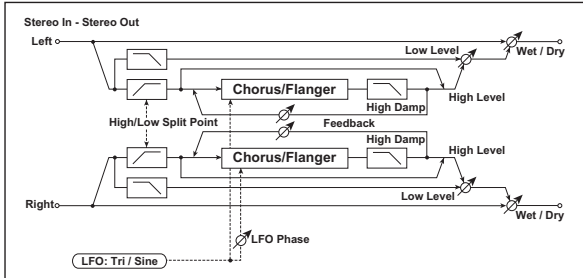 Stereo In - Stereo Out
Left
Wet / Dry
Low Level
Chorus/Flanger
High Damp
High Level
High/Low Split Point
Feedback
High Damp
Chorus/Flanger
High Level
Low Level
Right
Wet / Dry
LFO Phase
LFO: Tri / Sine